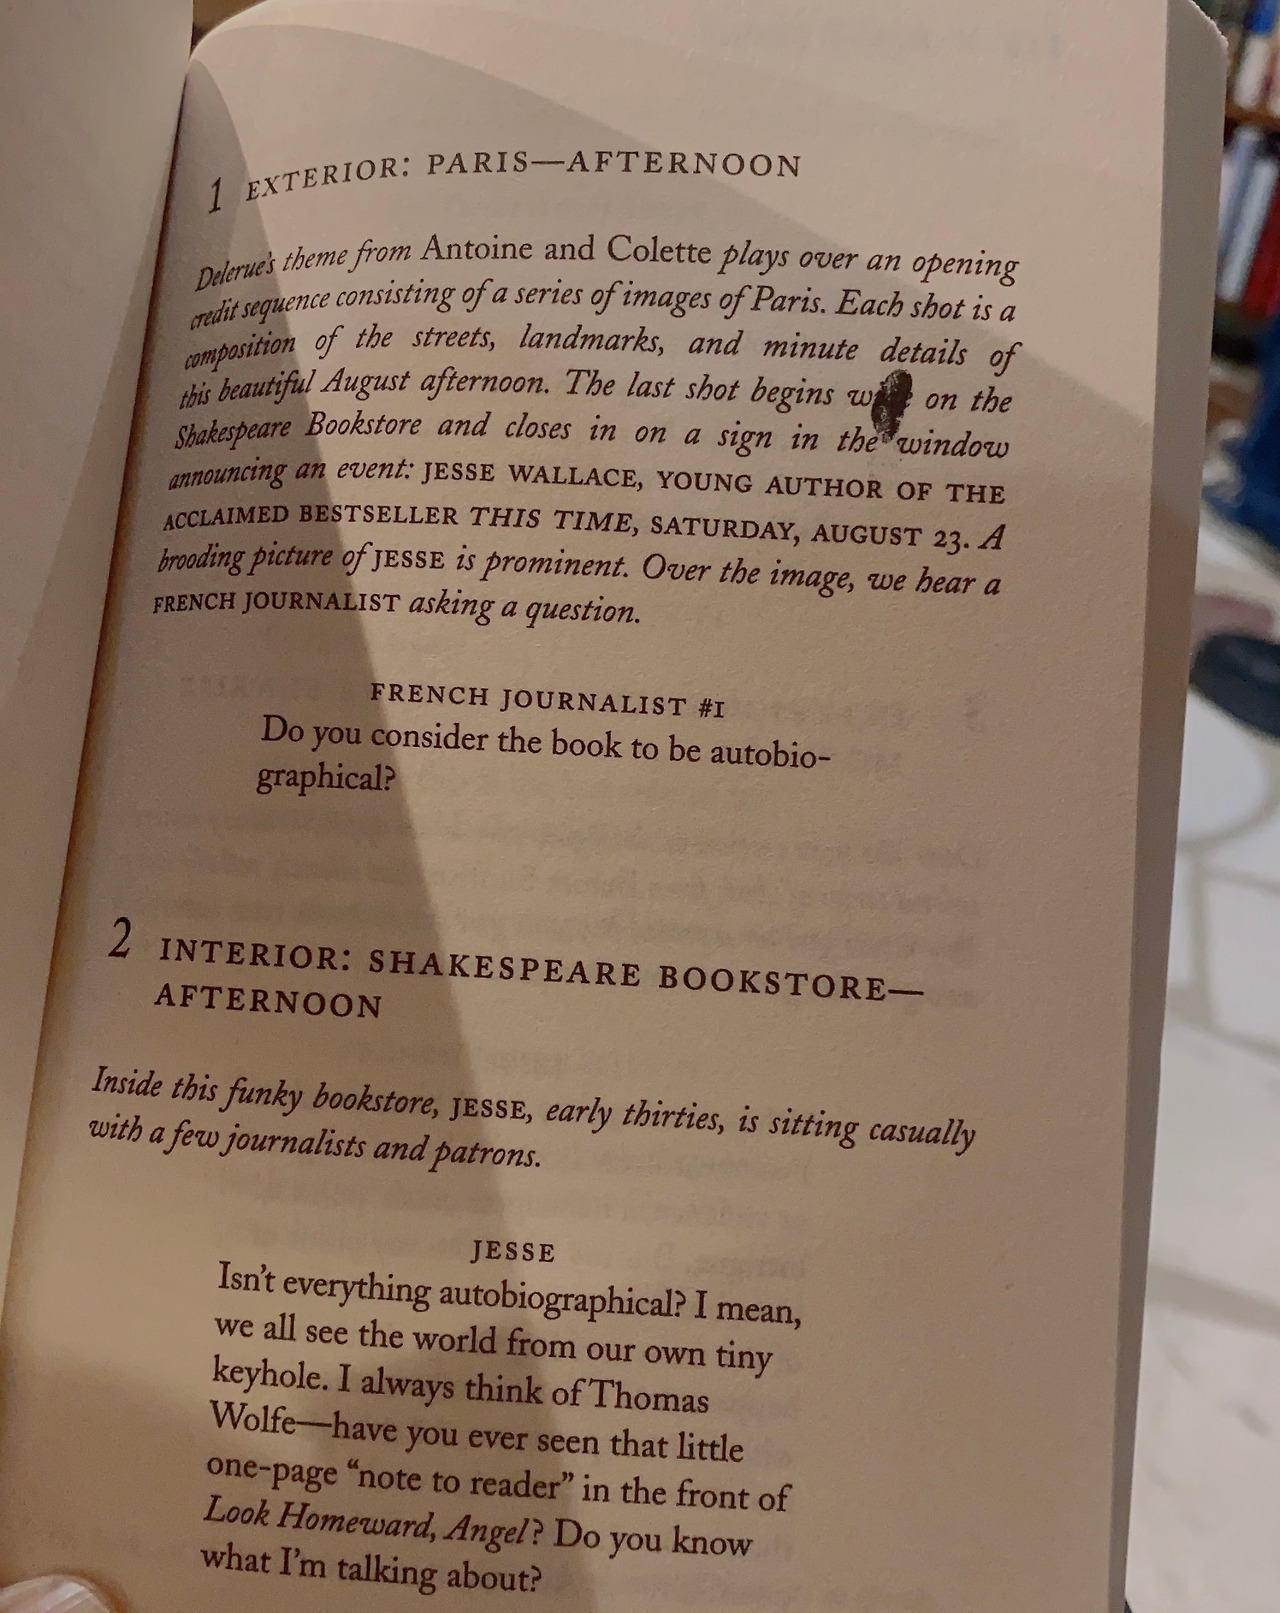 1 EXTERIOR: PARIS—AFTERNOON
Delerue's theme from Antoine and Colette plays over an opening
credit sequence consisting of a series of images of Paris. Each shot is a
composition of the streets, landmarks, and minute details of
this beautiful August afternoon. The last shot begins on the
Shakespeare Bookstore and closes in on a sign in the window
announcing an event: JESSE WALLACE, YOUNG AUTHOR OF THE
ACCLAIMED BESTSELLER THIS TIME, SATURDAY, AUGUST 23. A
brooding picture of JESSE is prominent. Over the image, we hear a
FRENCH JOURNALIST asking a question.
FRENCH JOURNALIST #1
Do you consider the book to be autobio-
graphical?
2 INTERIOR: SHAKESPEARE BOOKSTORE—
AFTERNOON
Inside this funky bookstore, JESSE, early thirties, is sitting casually
with a few journalists and patrons.
JESSE
Isn't everything autobiographical? I mean,
we all see the world from our own tiny
keyhole. I always think of Thomas
Wolfe—have you ever seen that little
one-page “note to reader” in the front of
Look Homeward, Angel? Do you know
what I'm talking about?